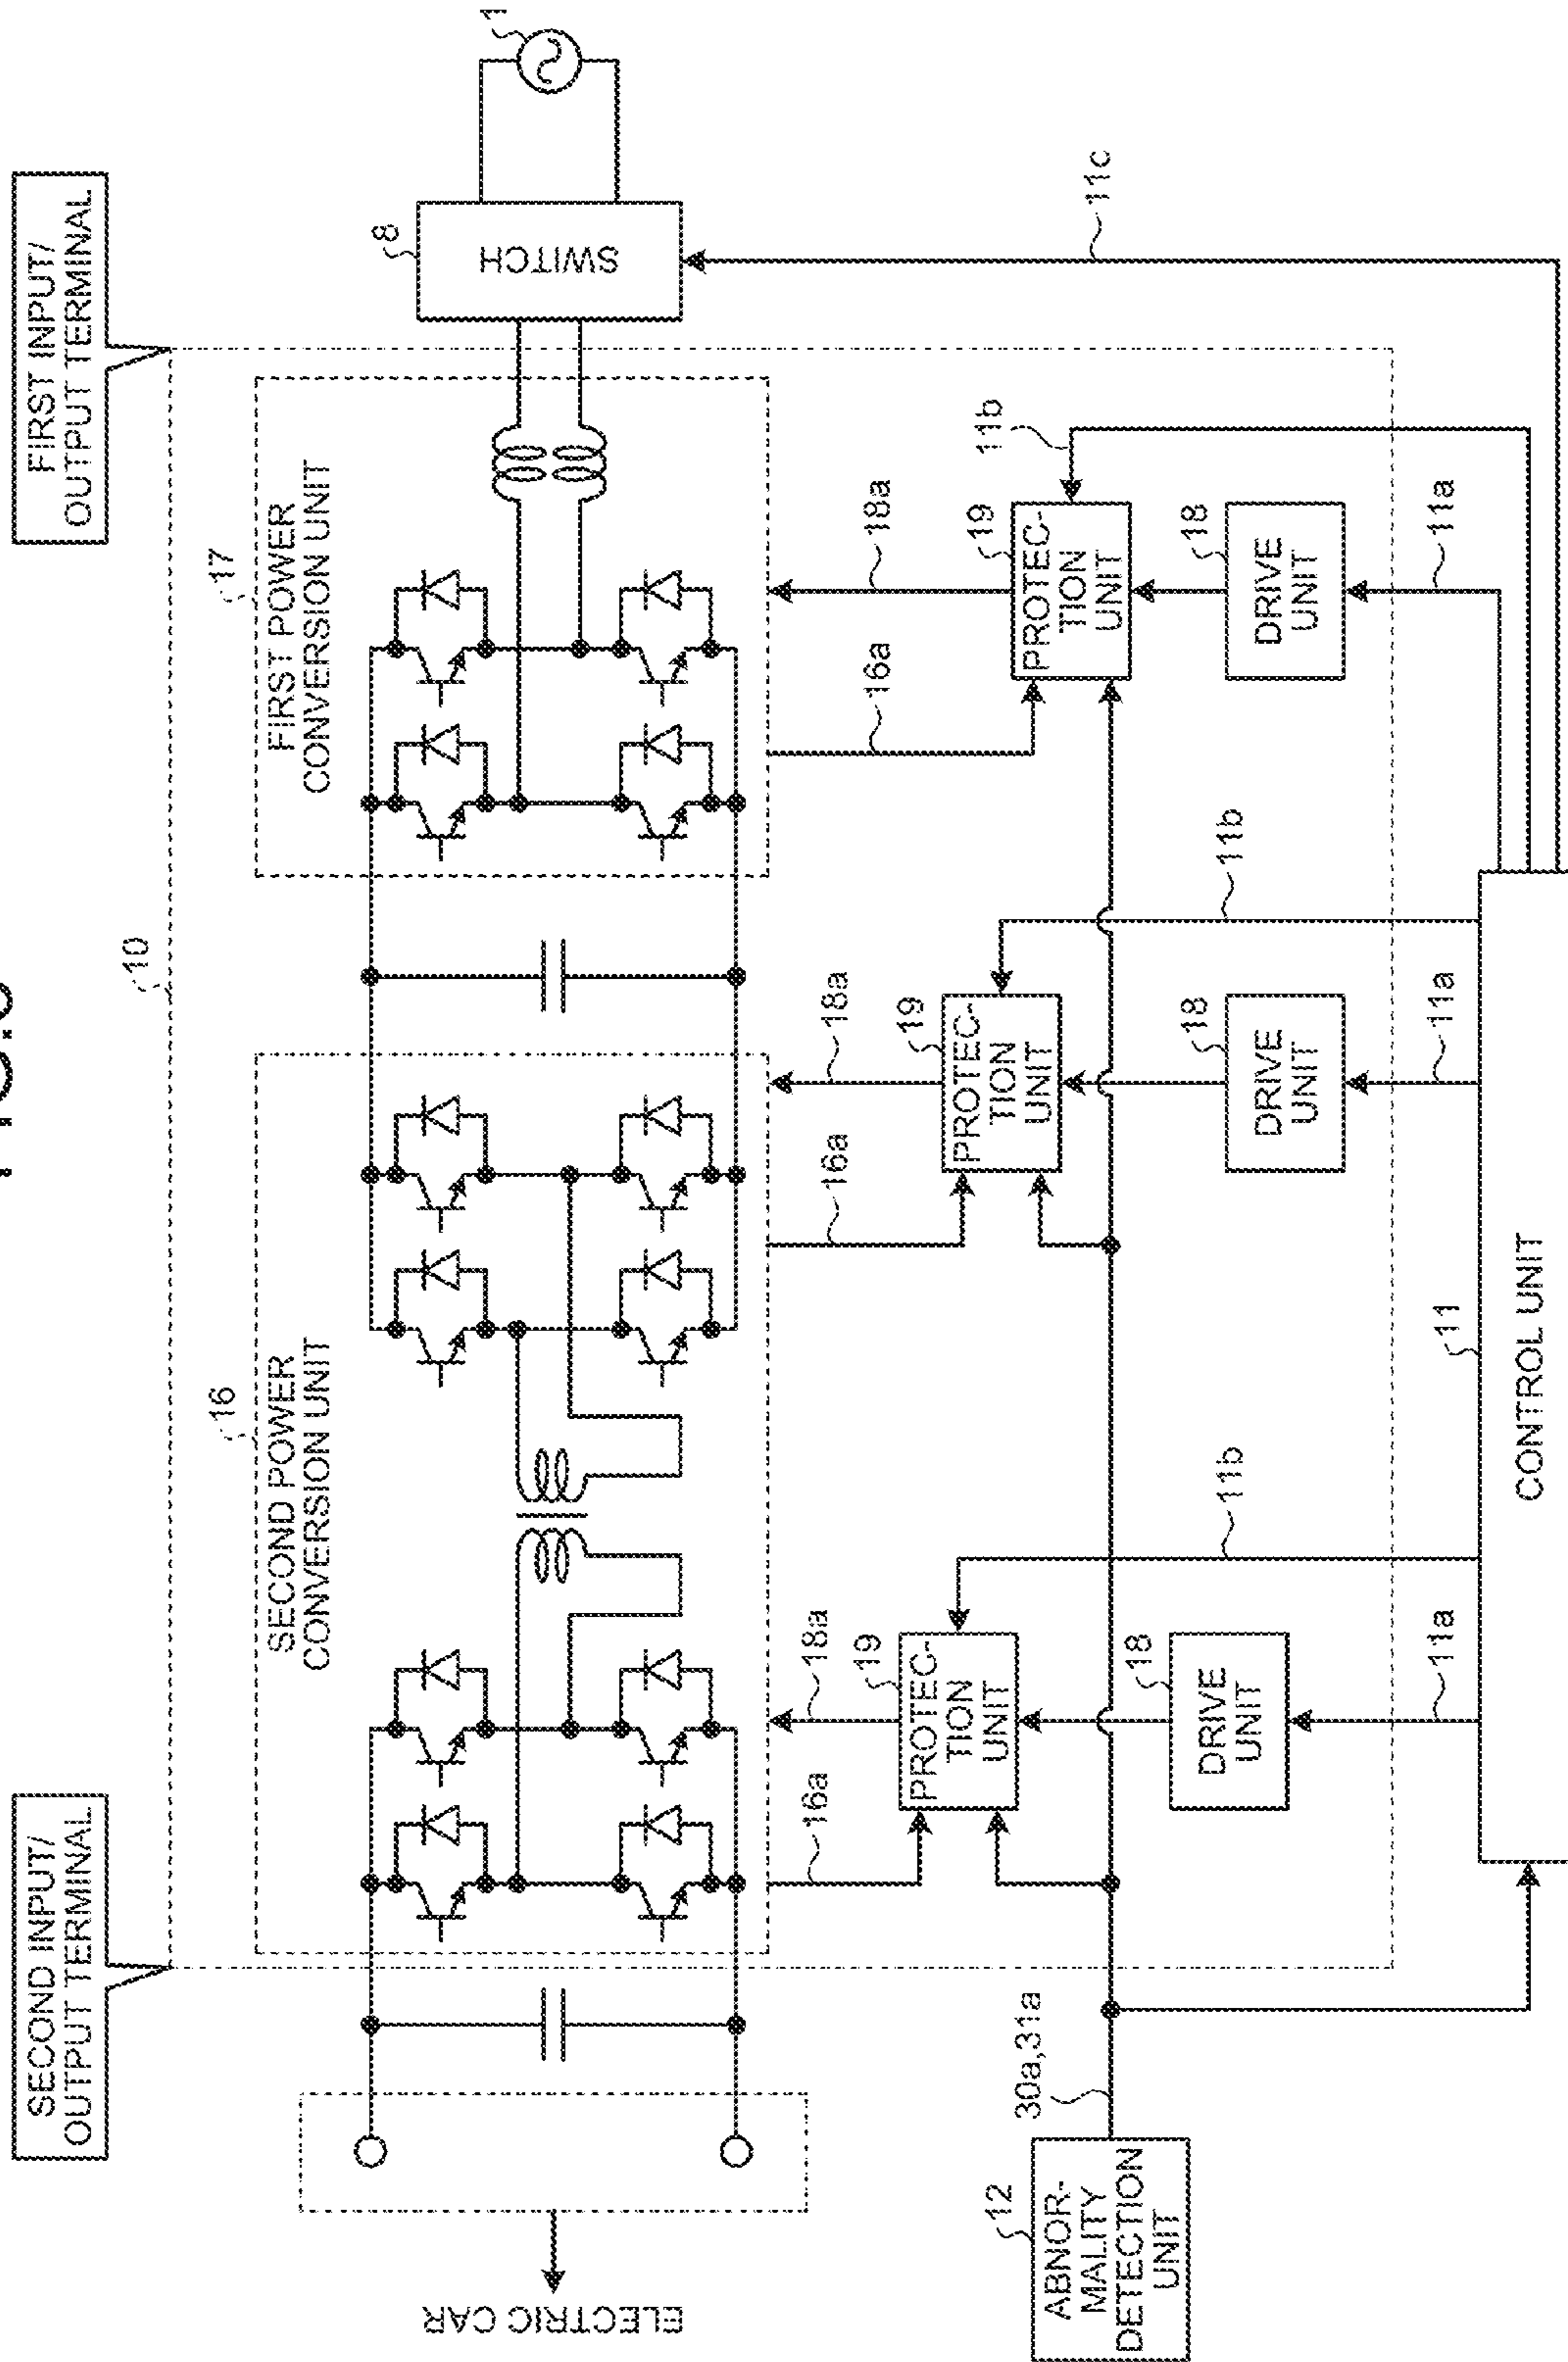 FIG.
SECOND INPUT/
OUTPUT TERMINAL
FIRST INPUT/
OUTPUT TERMINAL
10
16
17
SECOND POWER
CONVERSION UNIT
FIRST POWER
CONVERSION UNIT
8
1
ELECTRIC CAR
SWITCH
16a
18a
16a
18a
16a
18a
11b
11c
19
PROTEC-
TION
UNIT
19
PROTEC-
TION
UNIT
19
PROTEC-
TION
UNIT
12
ABNOR-
MALITY
DETECTION
UNIT
30a,31a
18
DRIVE
UNIT
11b
18
DRIVE
UNIT
11b
18
DRIVE
UNIT
11a
11a
11a
11
CONTROL UNIT